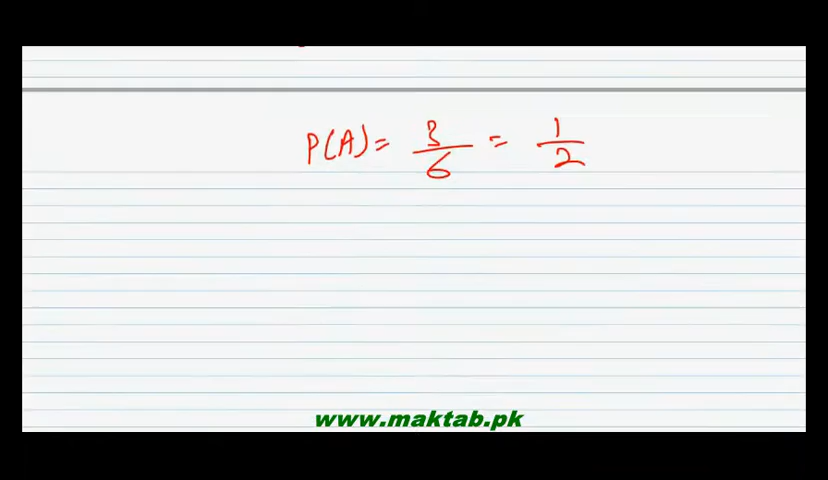 P(A) = 3/6 = 1/2
www.maktab.pk